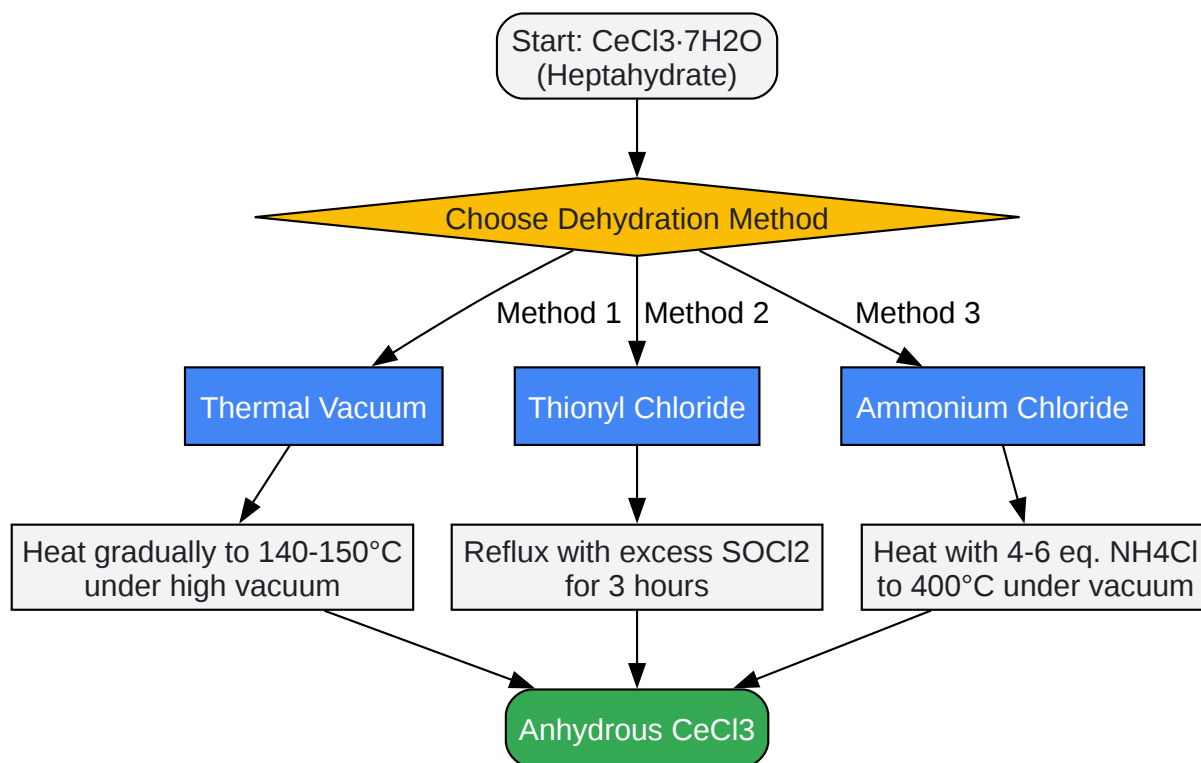 Start: CeCl3·7H2O
(Heptahydrate)
Choose Dehydration Method
Method 1
Method 2
Method 3
Thermal Vacuum
Thionyl Chloride
Ammonium Chloride
Heat gradually to 140-150°C
under high vacuum
Reflux with excess SOCl2
for 3 hours
Heat with 4-6 eq. NH4Cl
to 400°C under vacuum
Anhydrous CeCl3